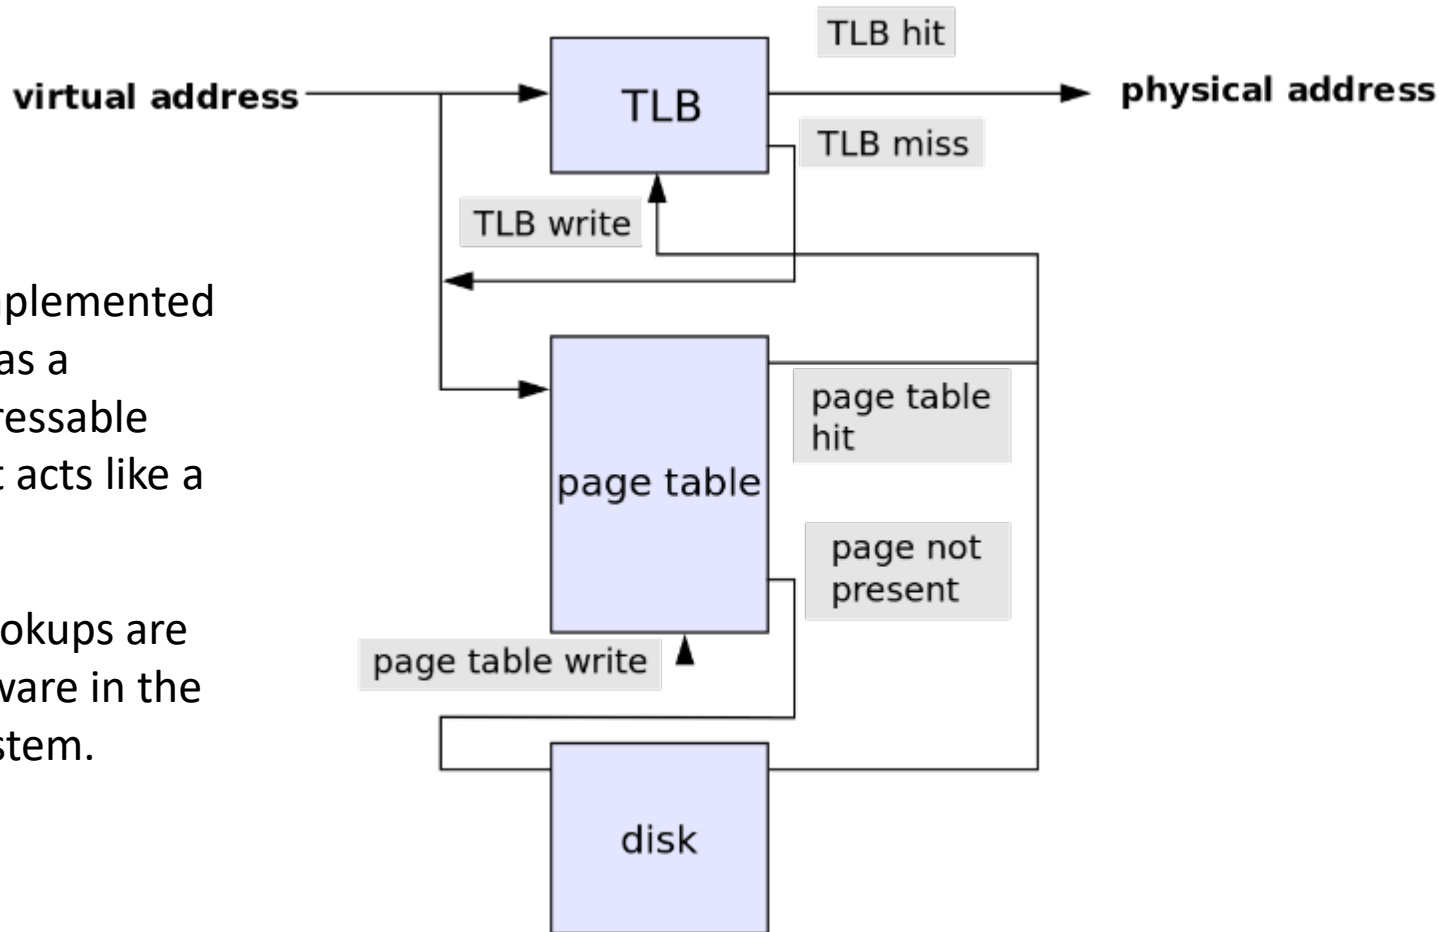 TLB hit
virtual address
TLB
physical address
TLB miss
TLB write
plemented
as a
ressable
acts like a
page table
hit
page table
page not
present
ookups are
ware in the
stem.
page table write
disk